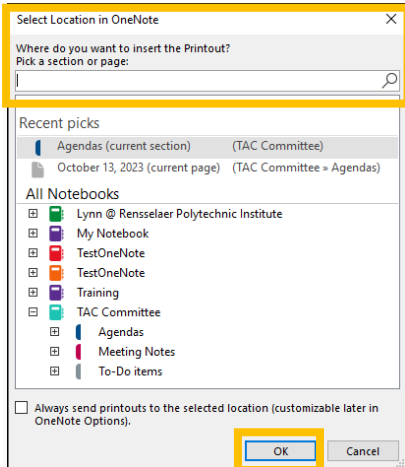 Select Location in OneNote
Where do you want to insert the Printout?
Pick a section or page:
Recent picks
Agendas (current section) (TAC Committee)
October 13, 2023 (current page) (TAC Committee » Agendas)
All Notebooks
Lynn @ Rensselaer Polytechnic Institute
My Notebook
TestOneNote
TestOneNote
Training
TAC Committee
Agendas
Meeting Notes
To-Do items
Always send printouts to the selected location (customizable later in
OneNote Options).
OK Cancel